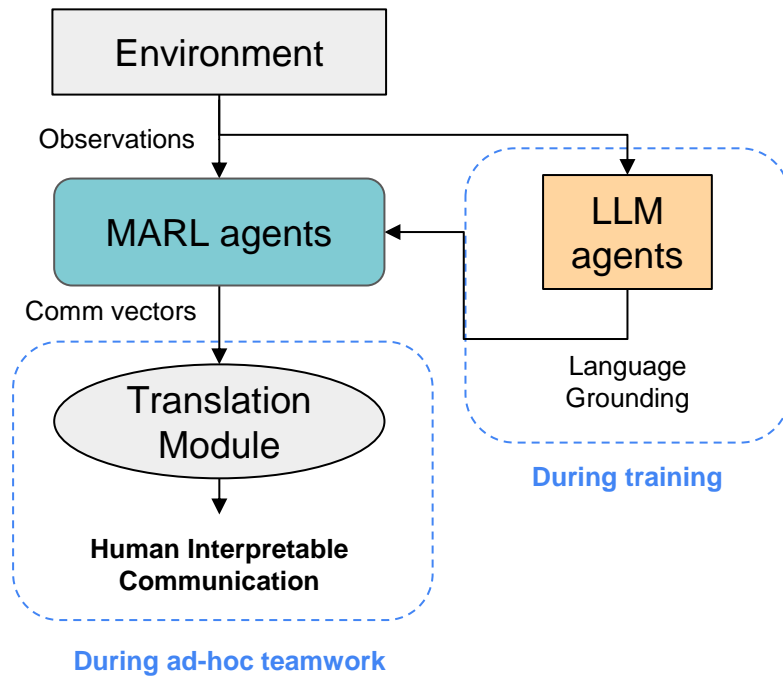 Environment
Observations
MARL agents
LLM
agents
Comm vectors
Language
Grounding
Translation
Module
During training
Human Interpretable
Communication
During ad-hoc teamwork